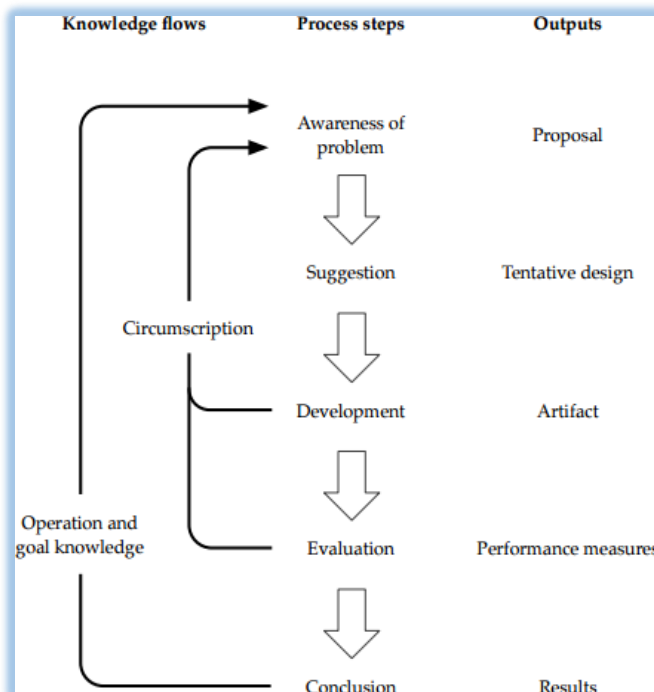 Knowledge flows Process steps Outputs
Awareness of
problem
Proposal
Suggestion Tentative design
Circumscription
Development Artifact
Operation and
goal knowledge
Evaluation Performance measures
Conclusion Results